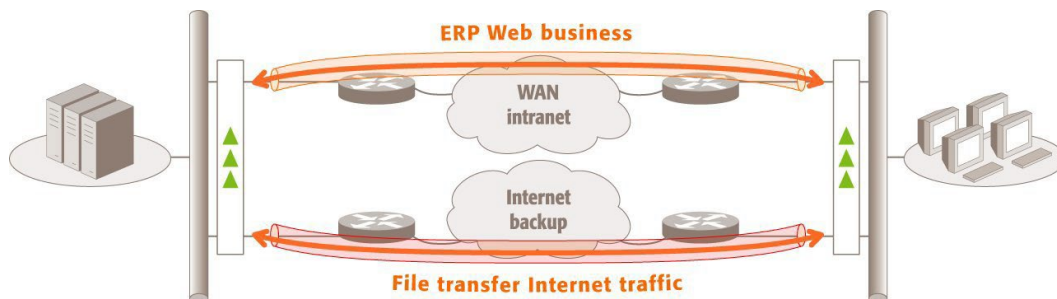 ERP Web business
WAN
intranet
Internet
backup
File transfer Internet traffic